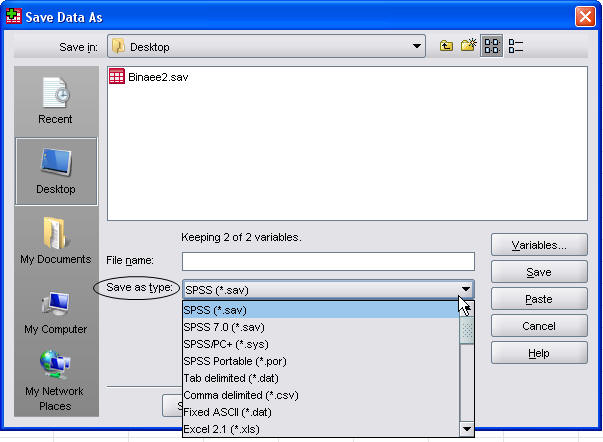 Save Data As
Save in: Desktop
Binaee2.sav
Recent
Desktop
My Documents
My Computer
My Network
Places
Keeping 2 of 2 variables.
File name:
Save as type: SPSS (*.sav)
SPSS (*.sav)
SPSS 7.0 (*.sav)
SPSS/PC+ (*.sys)
SPSS Portable (*.por)
Tab delimited (*.dat)
Comma delimited (*.csv)
Fixed ASCII (*.dat)
Excel 2.1 (*.xls)
Variables...
Save
Paste
Cancel
Help